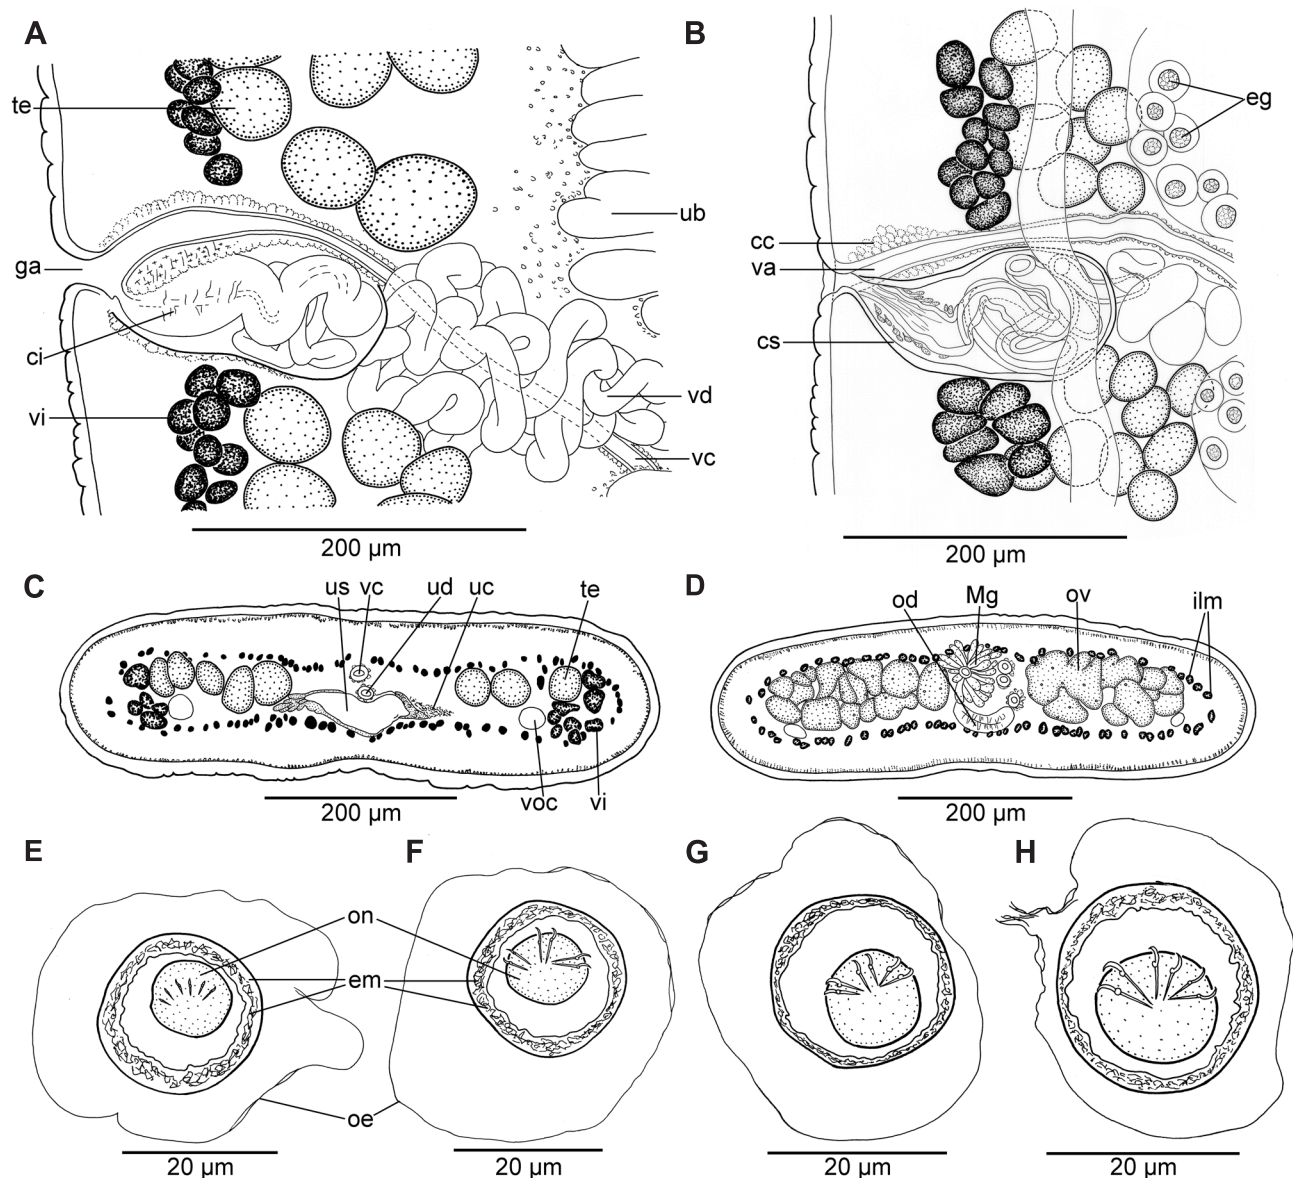 A
te
ga
ci
vi
ub
vd
vc
200 µm
B
eg
cc
va
cs
200 µm
C
us vc ud uc te
voc vi
200 µm
D
od Mg ov ilm
200 µm
E
F
on
em
oe
20 µm
20 µm
G
20 µm
H
20 µm